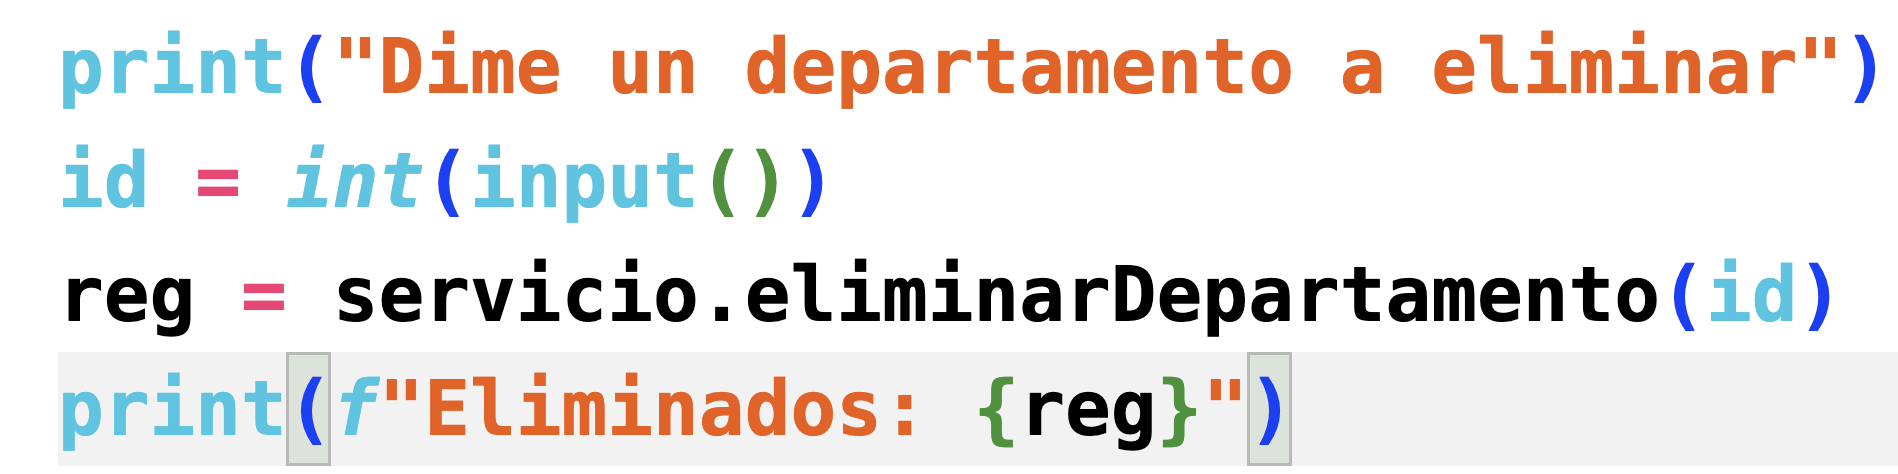 print("Dime un departamento a eliminar")
id = int(input())
reg = servicio.eliminarDepartamento(id)
print(f"Eliminados: {reg}")